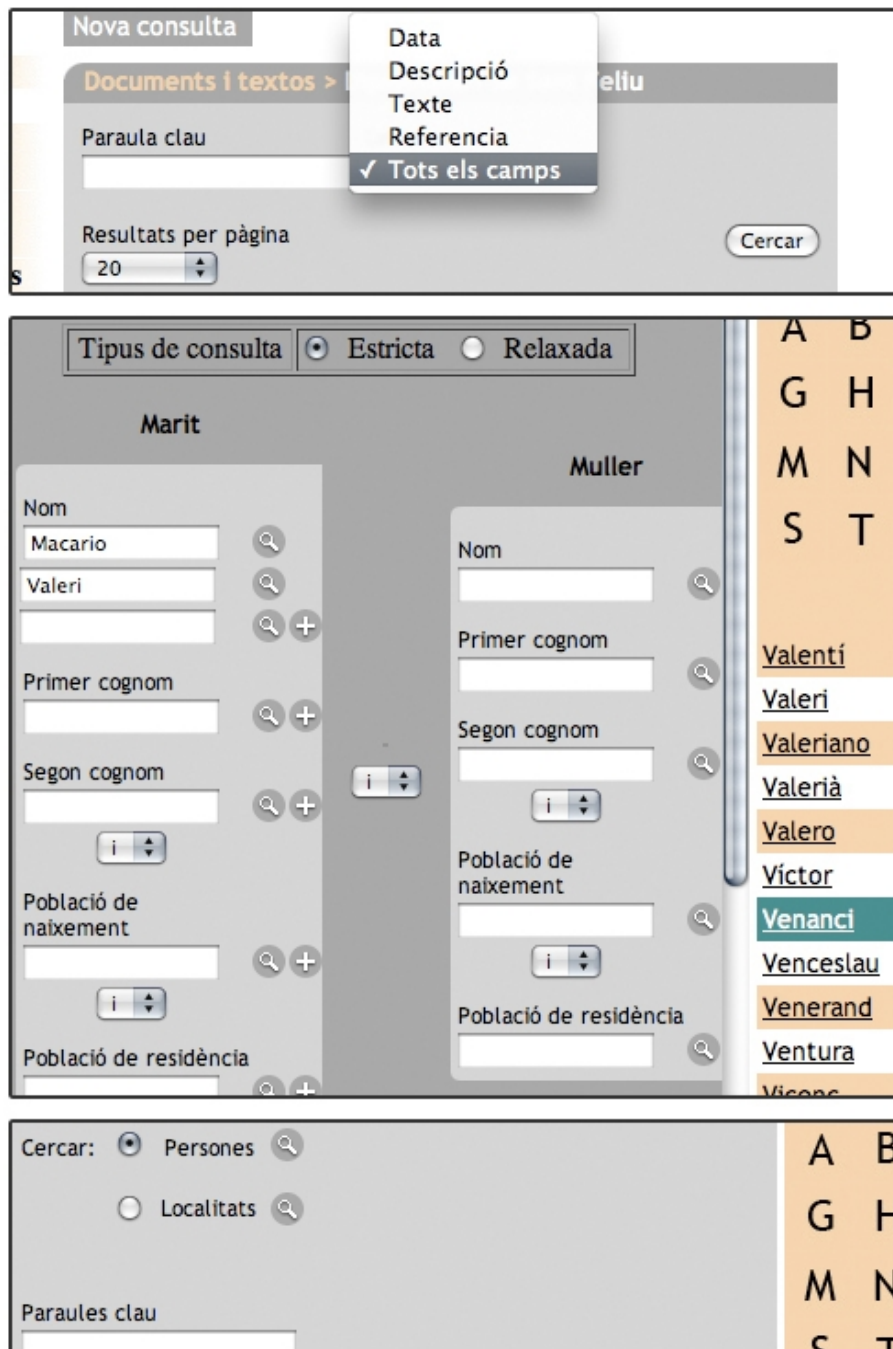 Nova consulta
Data
Descripció
Documents i textos >
eliu
Texte
Paraula clau
Referencia
✓ Tots els camps
Resultats per pàgina
20
Cercar
s
Tipus de consulta
Estricta
Relaxada
Marit
Nom
Macario
Valeri
Primer cognom
Segon cognom
i
Població de
naixement
i
Població de residència
i
Muller
Nom
Primer cognom
Segon cognom
i
Població de
naixement
i
Població de residència
A B
G H
M N
S T
Valentí
Valeri
Valeriano
Valerià
Valero
Víctor
Venanci
Venceslau
Venerand
Ventura
Vicenç
Cercar:
Persones
Localitats
Paraules clau
A B
G H
M N
S T